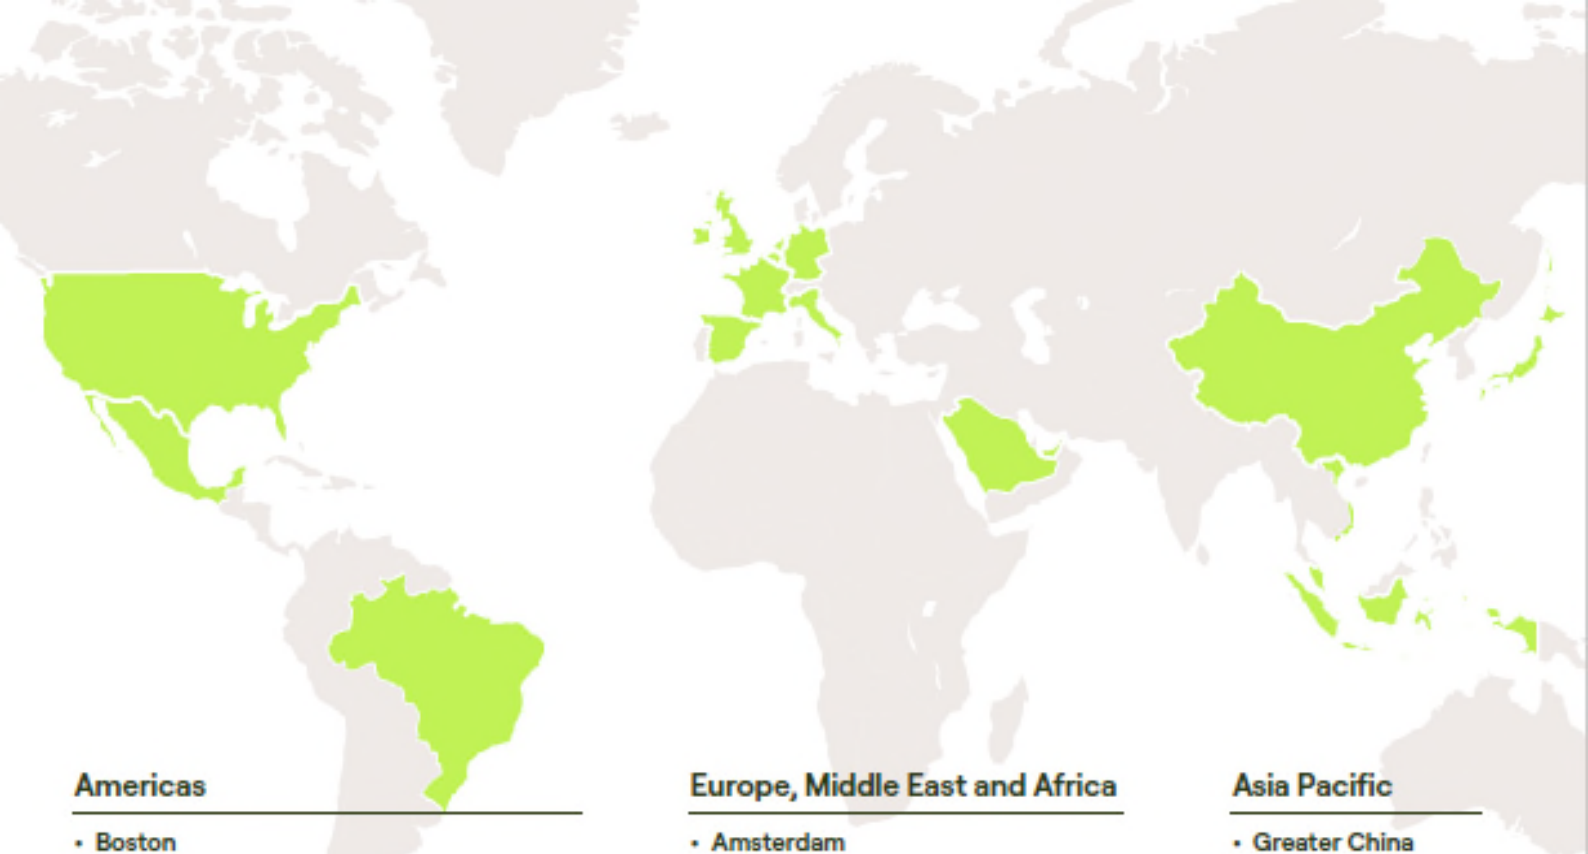 Americas
• Boston
Europe, Middle East and Africa
• Amsterdam
Asia Pacific
• Greater China